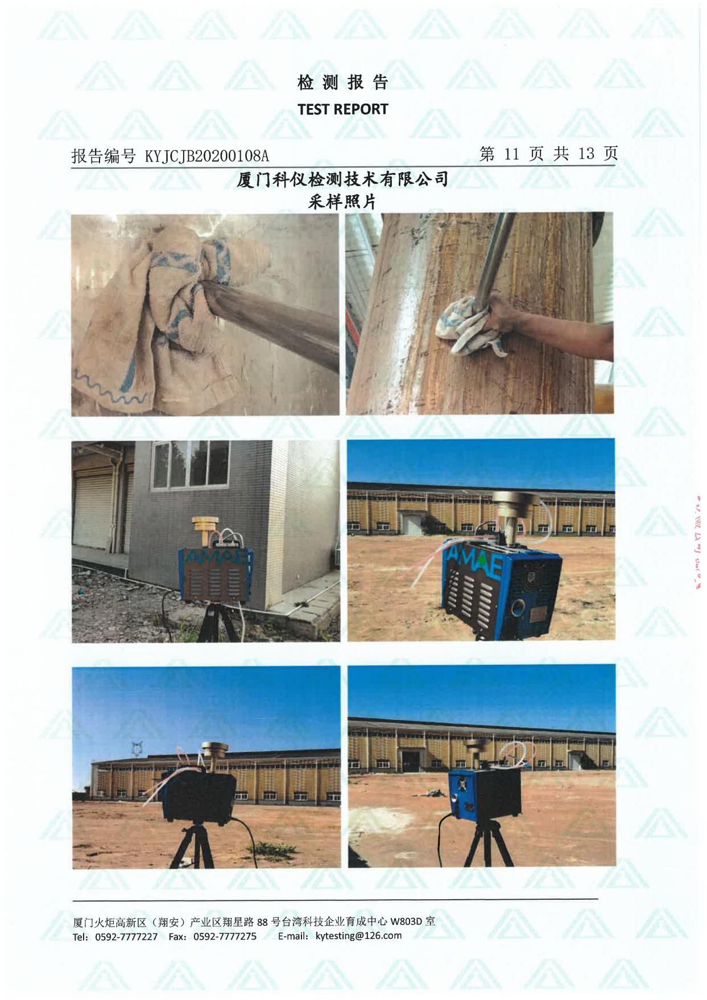 检测报告
TEST REPORT
报告编号 KYJCJB20200108A 第 11 页 共 13 页
厦门科仪检测技术有限公司
采样照片
AMAE
AMAE
厦门火炬高新区（翔安）产业区翔星路 88 号台湾科技企业育成中心 W803D 室
Tel: 0592-7777227 Fax: 0592-7777275 E-mail: kytesting@126.com